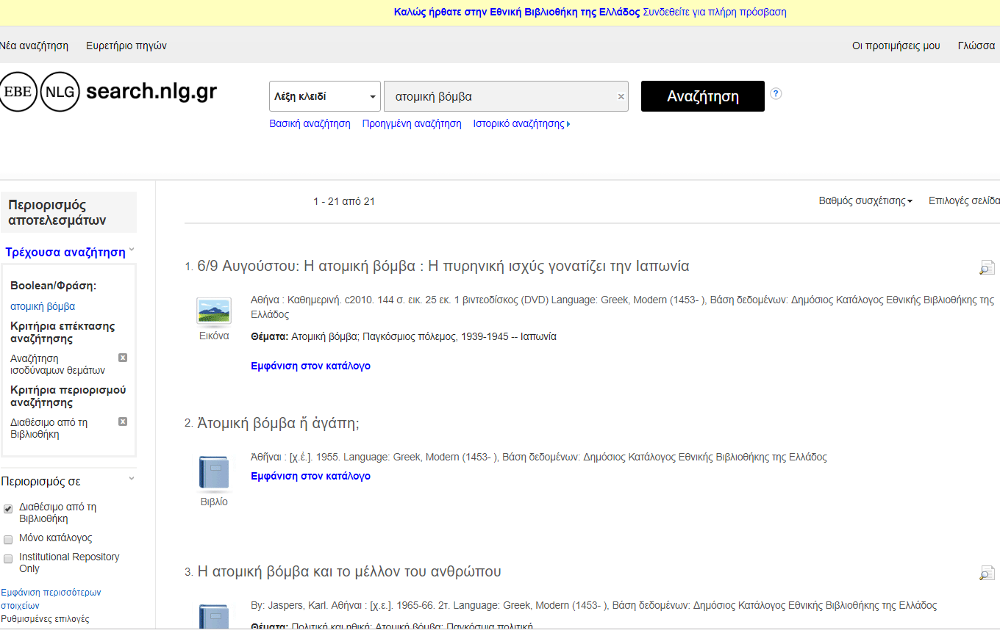 Καλώς ήρθατε στην Εθνική Βιβλιοθήκη της Ελλάδος Συνδεθείτε για πλήρη πρόσβαση
Νέα αναζήτηση Ευρετήριο πηγών Οι προτιμήσεις μου Γλώσσα
ΕΒΕ NLG search.nlg.gr
Λέξη κλειδί ατομική βόμβα × Αναζήτηση ?
Βασική αναζήτηση Προηγμένη αναζήτηση Ιστορικό αναζήτησης
Περιορισμός
αποτελεσμάτων
Τρέχουσα αναζήτηση
Boolean/Φράση:
ατομική βόμβα
Κριτήρια επέκτασης
αναζήτησης
Αναζήτηση
ισοδύναμων θεμάτων
Κριτήρια περιορισμού
αναζήτησης
Διαθέσιμο από τη
Βιβλιοθήκη
Περιορισμός σε
Διαθέσιμο από τη
Βιβλιοθήκη
Μόνο κατάλογος
Institutional Repository
Only
Εμφάνιση περισσότερων
στοιχείων
Ρυθμισμένες επιλογές
1 - 21 από 21 Βαθμός συσχέτισης Επιλογές σελίδα
1. 6/9 Αυγούστου: Η ατομική βόμβα : Η πυρηνική ισχύς γονατίζει την Ιαπωνία
Εικόνα
Αθήνα : Καθημερινή. c2010. 144 σ. εικ. 25 εκ. 1 βιντεοδίσκος (DVD) Language: Greek, Modern (1453- ), Βάση δεδομένων: Δημόσιος Κατάλογος Εθνικής Βιβλιοθήκης της
Ελλάδος
Θέματα: Ατομική βόμβα; Παγκόσμιος πόλεμος, 1939-1945 -- Ιαπωνία
Εμφάνιση στον κατάλογο
2. Ἀτομική βόμβα ἤ ἀγάπη;
Βιβλίο
Ἀθῆναι : [χ.ἐ.]. 1955. Language: Greek, Modern (1453- ), Βάση δεδομένων: Δημόσιος Κατάλογος Εθνικής Βιβλιοθήκης της Ελλάδος
Εμφάνιση στον κατάλογο
3. Η ατομική βόμβα και το μέλλον του ανθρώπου
By: Jaspers, Karl. Αθήναι : [χ.ε.]. 1965-66. 2τ. Language: Greek, Modern (1453- ), Βάση δεδομένων: Δημόσιος Κατάλογος Εθνικής Βιβλιοθήκης της Ελλάδος
Θέματα: Πολιτική και ηθική; Ατομική βόμβα; Παγκόσμια πολιτική